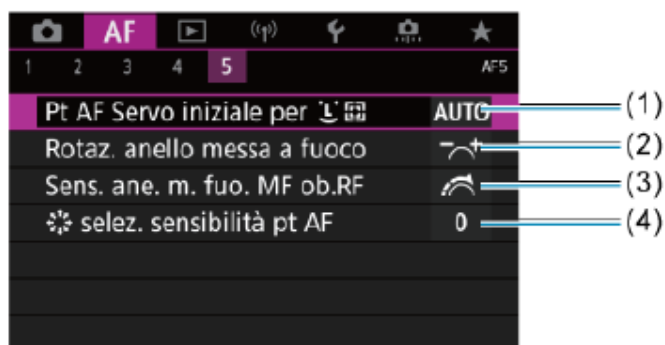 AF
1 2 3 4 5 AF5
Pt AF Servo iniziale per AUTO (1)
Rotaz. anello messa a fuoco - + (2)
Sens. ane. m. fuo. MF ob.RF (3)
selez. sensibilità pt AF 0 (4)